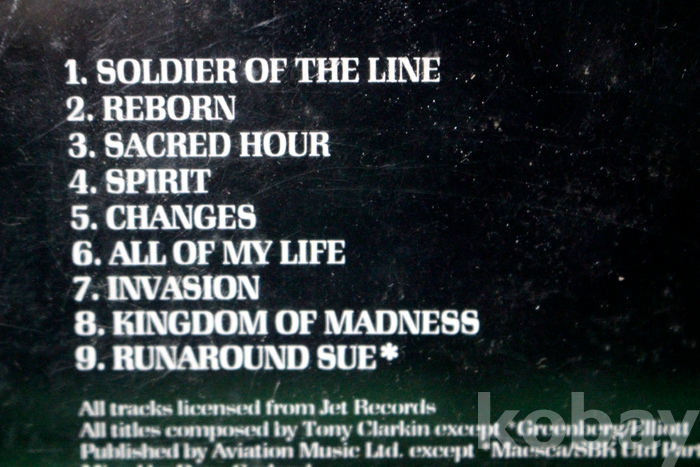 1. SOLDIER OF THE LINE
2. REBORN
3. SACRED HOUR
4. SPIRIT
5. CHANGES
6. ALL OF MY LIFE
7. INVASION
8. KINGDOM OF MADNESS
9. RUNAROUND SUE*
All tracks licensed from Jet Records
All titles composed by Tony Clarkin except *Greenberg/Elliott
Published by Aviation Music Ltd. except *Maesca/SBK Utd
kobay